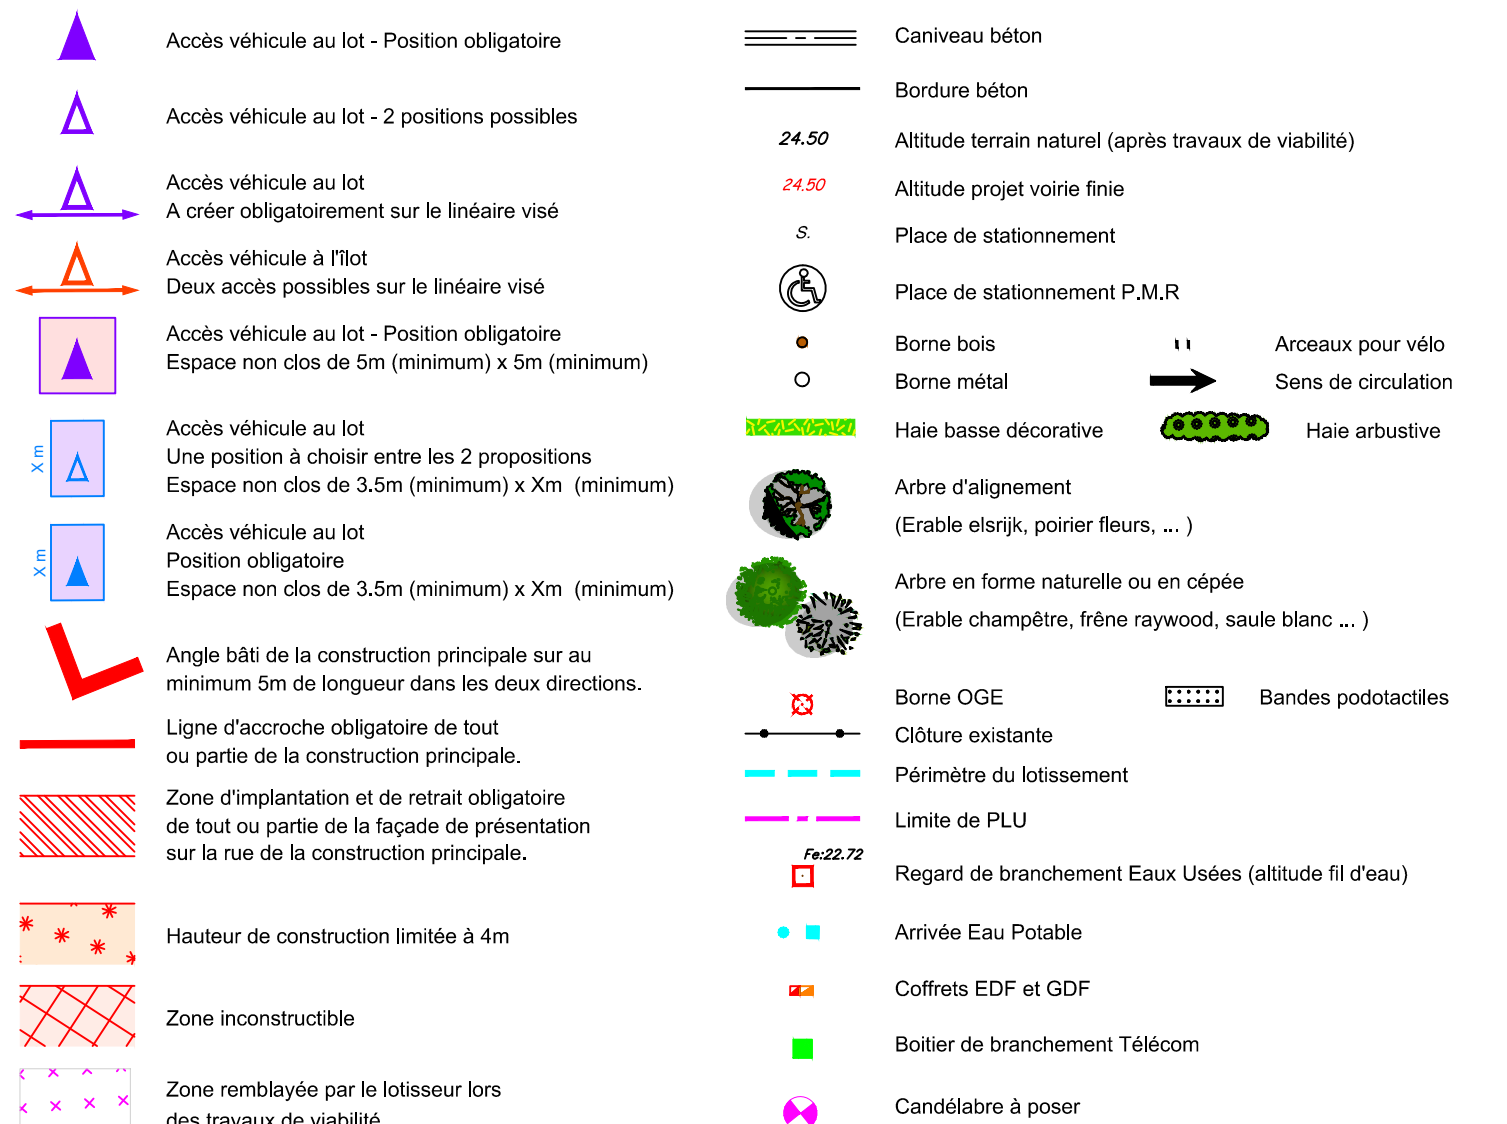 Accès véhicule au lot - Position obligatoire
Accès véhicule au lot - 2 positions possibles
Accès véhicule au lot
A créer obligatoirement sur le linéaire visé
Accès véhicule à l'îlot
Deux accès possibles sur le linéaire visé
Accès véhicule au lot - Position obligatoire
Espace non clos de 5m (minimum) x 5m (minimum)
X m
Accès véhicule au lot
Une position à choisir entre les 2 propositions
Espace non clos de 3.5m (minimum) x Xm (minimum)
X m
Accès véhicule au lot
Position obligatoire
Espace non clos de 3.5m (minimum) x Xm (minimum)
Angle bâti de la construction principale sur au
minimum 5m de longueur dans les deux directions.
Ligne d'accroche obligatoire de tout
ou partie de la construction principale.
Zone d'implantation et de retrait obligatoire
de tout ou partie de la façade de présentation
sur la rue de la construction principale.
Hauteur de construction limitée à 4m
Zone inconstructible
Zone remblayée par le lotisseur lors
des travaux de viabilité
Caniveau béton
Bordure béton
24.50
Altitude terrain naturel (après travaux de viabilité)
24.50
Altitude projet voirie finie
S.
Place de stationnement
Place de stationnement P.M.R
Borne bois
Arceaux pour vélo
Borne métal
Sens de circulation
Haie basse décorative
Haie arbustive
Arbre d'alignement
(Erable elsrijk, poirier fleurs, ... )
Arbre en forme naturelle ou en cépée
(Erable champêtre, frêne raywood, saule blanc ... )
Borne OGE
Bandes podotactiles
Clôture existante
Périmètre du lotissement
Limite de PLU
Fe:22.72
Regard de branchement Eaux Usées (altitude fil d'eau)
Arrivée Eau Potable
Coffrets EDF et GDF
Boitier de branchement Télécom
Candélabre à poser